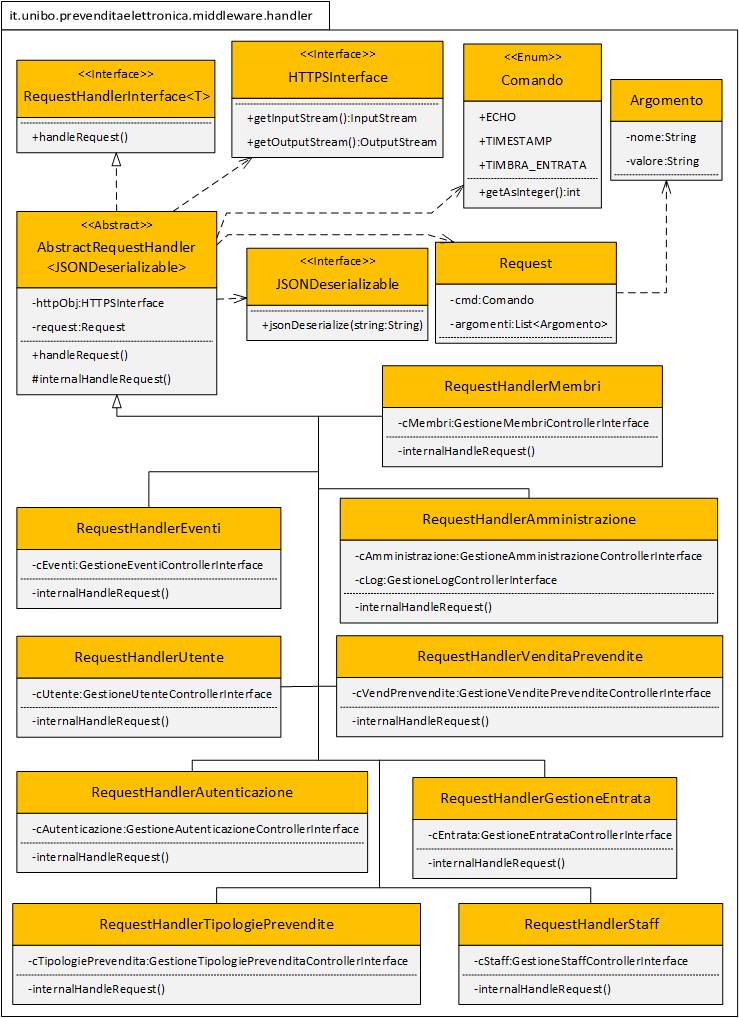 it.unibo.prevenditaelettronica.middleware.handler
<<Interface>>
RequestHandlerInterface<T>
+handleRequest()
<<Interface>>
HTTPSInterface
+getInputStream():InputStream
+getOutputStream():OutputStream
<<Enum>>
Comando
+ECHO
+TIMESTAMP
+TIMBRA_ENTRATA
+getAsInteger():int
Argomento
-nome:String
-valore:String
<<Abstract>>
AbstractRequestHandler
<JSONDeserializable>
-httpObj:HTTPSInterface
-request:Request
+handleRequest()
#internalHandleRequest()
<<Interface>>
JSONDeserializable
+jsonDeserialize(string:String)
Request
-cmd:Comando
-argomenti:List<Argomento>
RequestHandlerMembri
-cMembri:GestioneMembriControllerInterface
-internalHandleRequest()
RequestHandlerEventi
-cEventi:GestioneEventiControllerInterface
-internalHandleRequest()
RequestHandlerAmministrazione
-cAmministrazione:GestioneAmministrazioneControllerInterface
-cLog:GestioneLogControllerInterface
-internalHandleRequest()
RequestHandlerUtente
-cUtente:GestioneUtenteControllerInterface
-internalHandleRequest()
RequestHandlerVenditaPrevendite
-cVendPrenvendite:GestioneVenditePrevenditeControllerInterface
-internalHandleRequest()
RequestHandlerAutenticazione
-cAutenticazione:GestioneAutenticazioneControllerInterface
-internalHandleRequest()
RequestHandlerGestioneEntrata
-cEntrata:GestioneEntrataControllerInterface
-internalHandleRequest()
RequestHandlerTipologiePrevendite
-cTipologiePrevendita:GestioneTipologiePrevenditaControllerInterface
-internalHandleRequest()
RequestHandlerStaff
-cStaff:GestioneStaffControllerInterface
-internalHandleRequest()